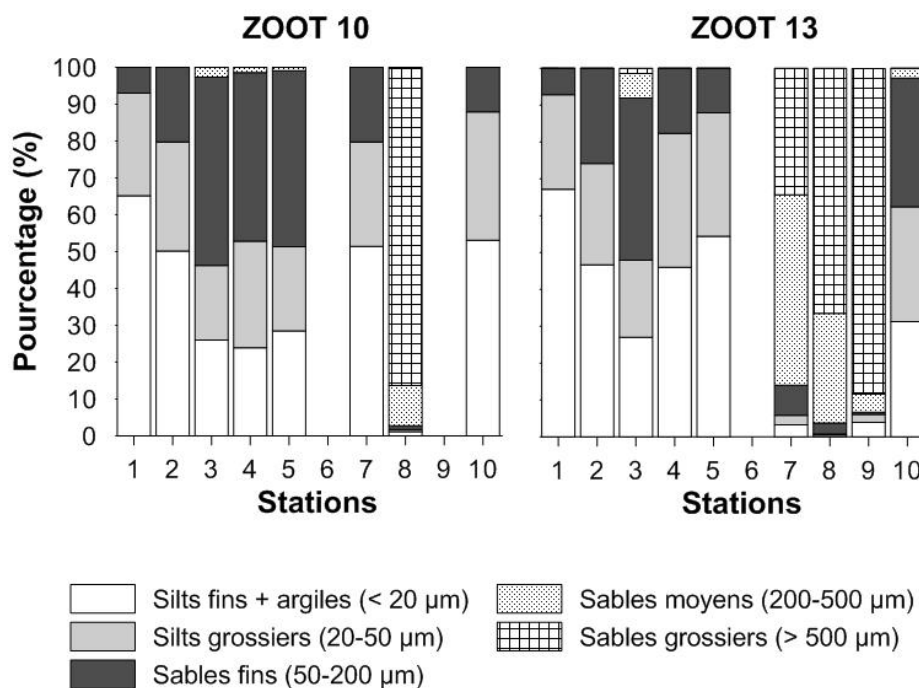 ZOOT 10
ZOOT 13
Pourcentage (%)
100
90
80
70
60
50
40
30
20
10
0
1 2 3 4 5 6 7 8 9 10
1 2 3 4 5 6 7 8 9 10
Stations
Stations
Silts fins + argiles (< 20 µm)
Silts grossiers (20-50 µm)
Sables fins (50-200 µm)
Sables moyens (200-500 µm)
Sables grossiers (> 500 µm)